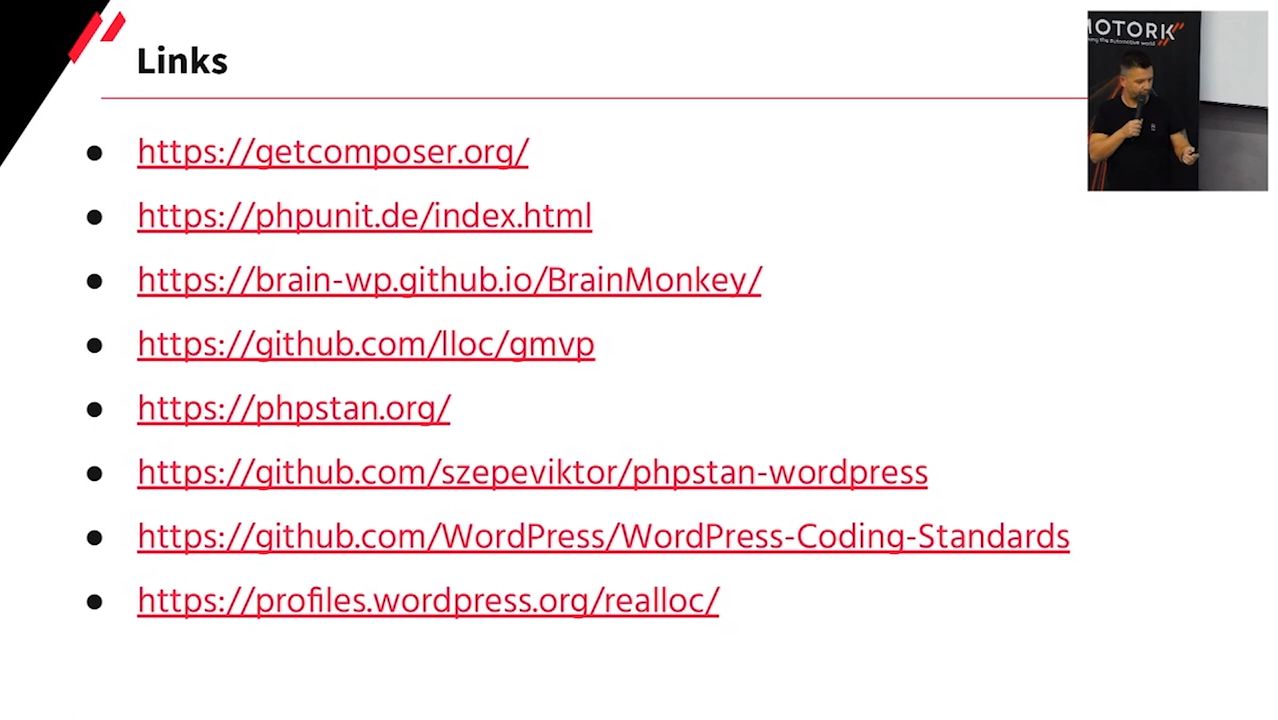 Links
MOTORK
https://getcomposer.org/
https://phpunit.de/index.html
https://brain-wp.github.io/BrainMonkey/
https://github.com/lloc/gmvp
https://phpstan.org/
https://github.com/szepeviktor/phpstan-wordpress
https://github.com/WordPress/WordPress-Coding-Standards
https://profiles.wordpress.org/realloc/